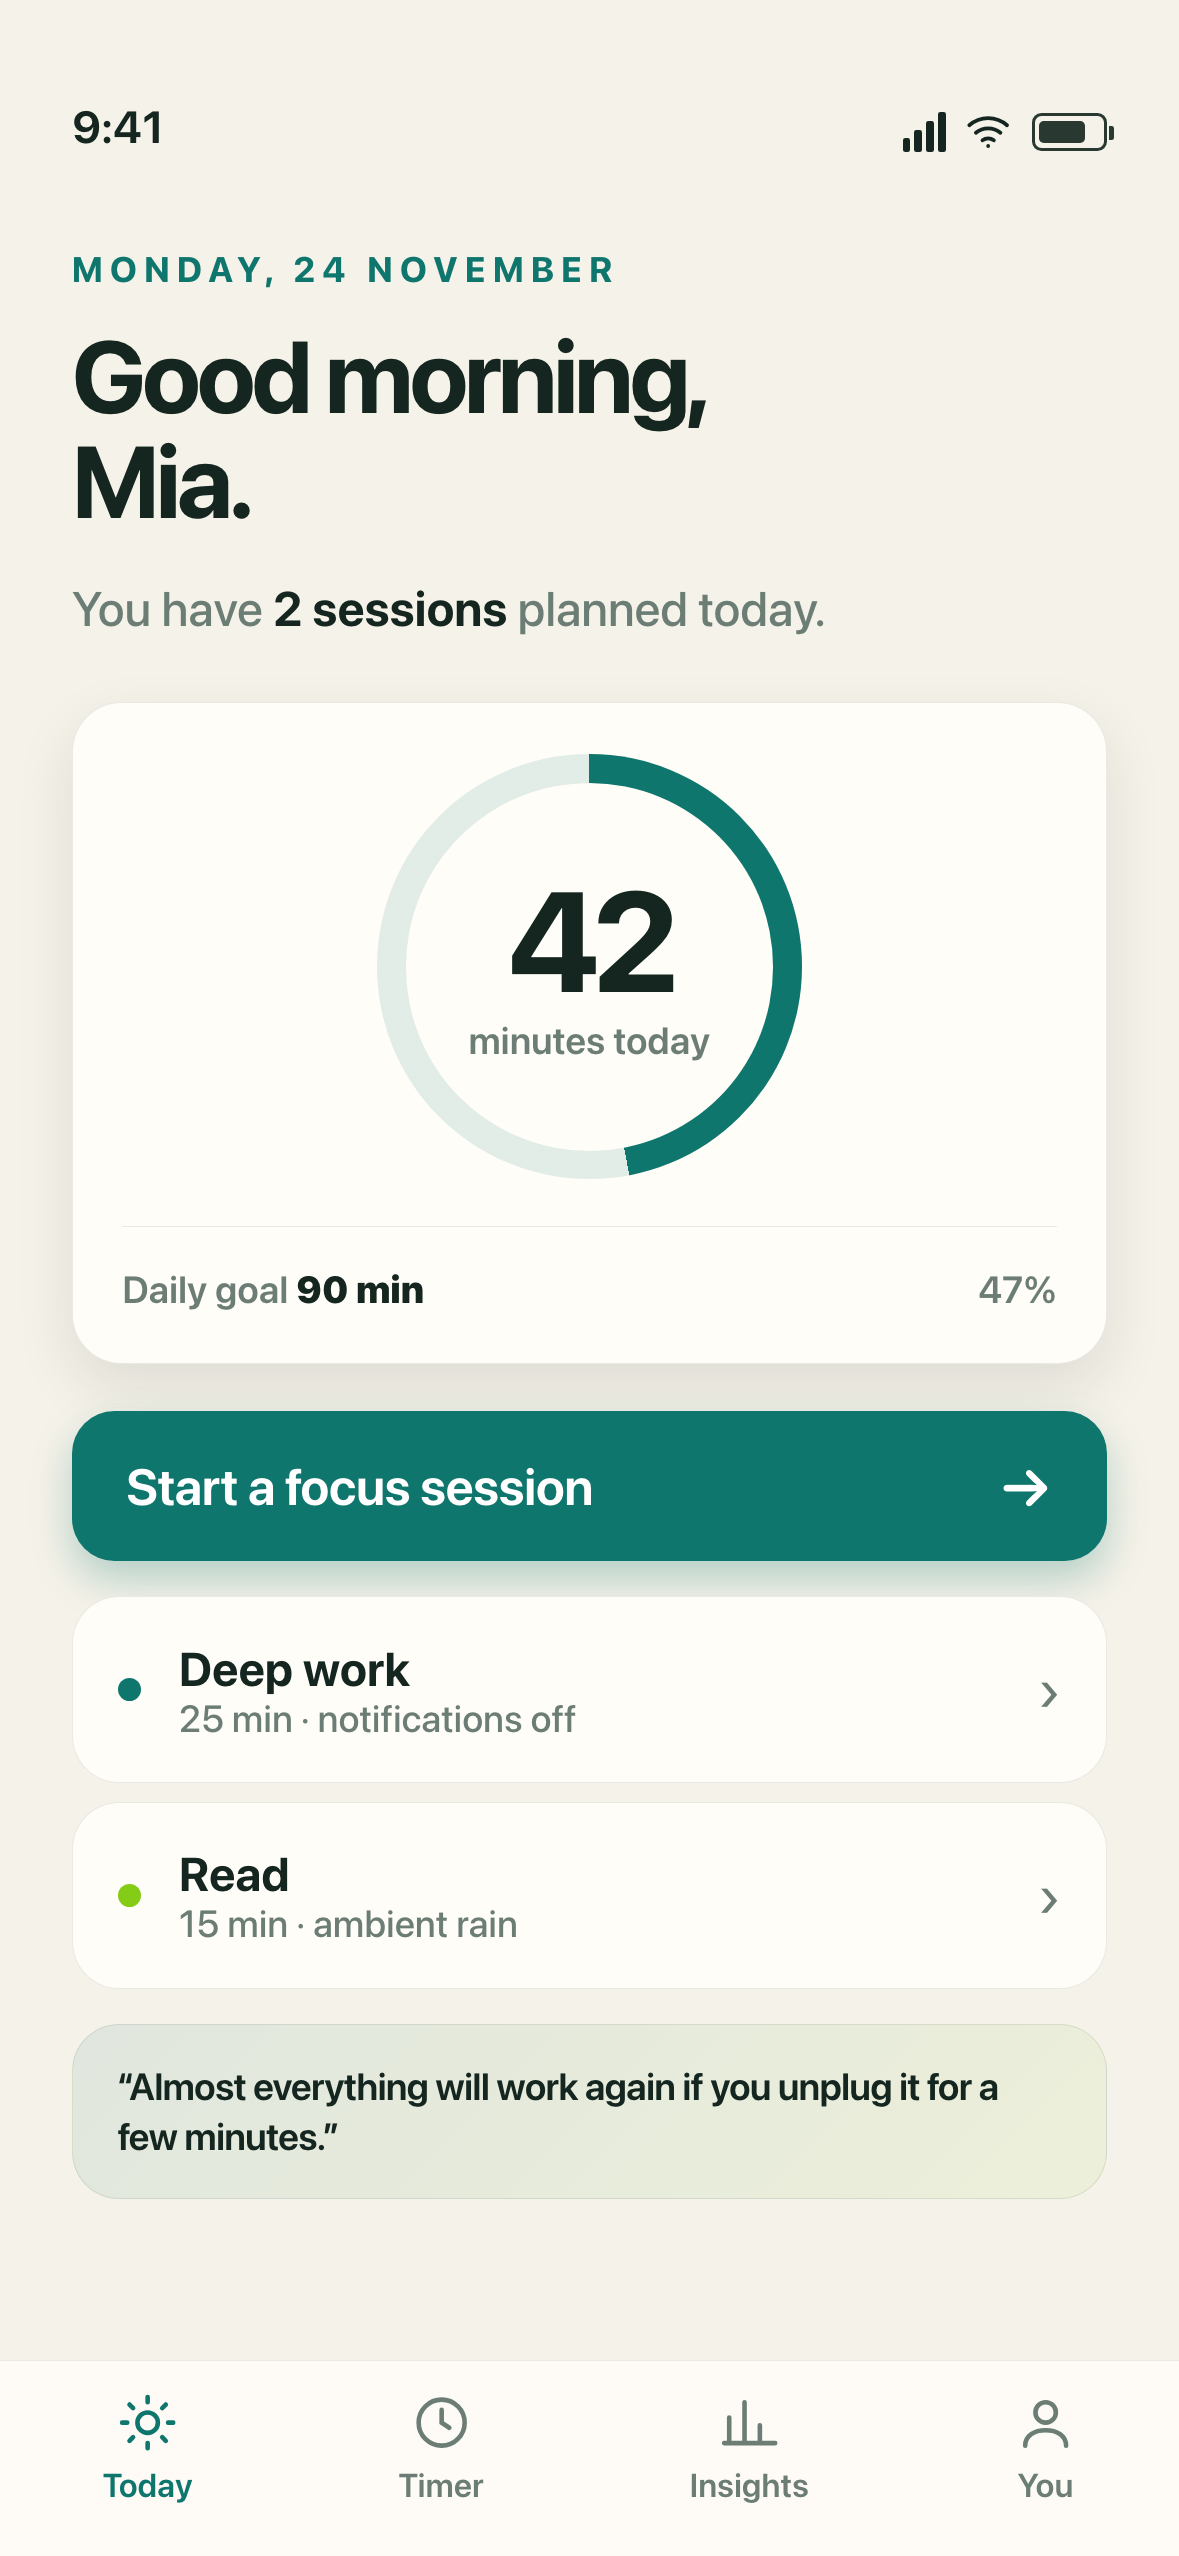 9:41
MONDAY, 24 NOVEMBER
Good morning,
Mia.
You have 2 sessions planned today.
42
minutes today
Daily goal 90 min 47%
Start a focus session
Deep work
25 min · notifications off
Read
15 min · ambient rain
“Almost everything will work again if you unplug it for a
few minutes.”
Today Timer Insights You